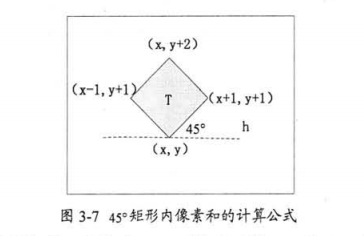 (x, y+2)
(x-1, y+1)
T
(x+1, y+1)
45°
h
(x, y)
图 3-7 45°矩形内像素和的计算公式